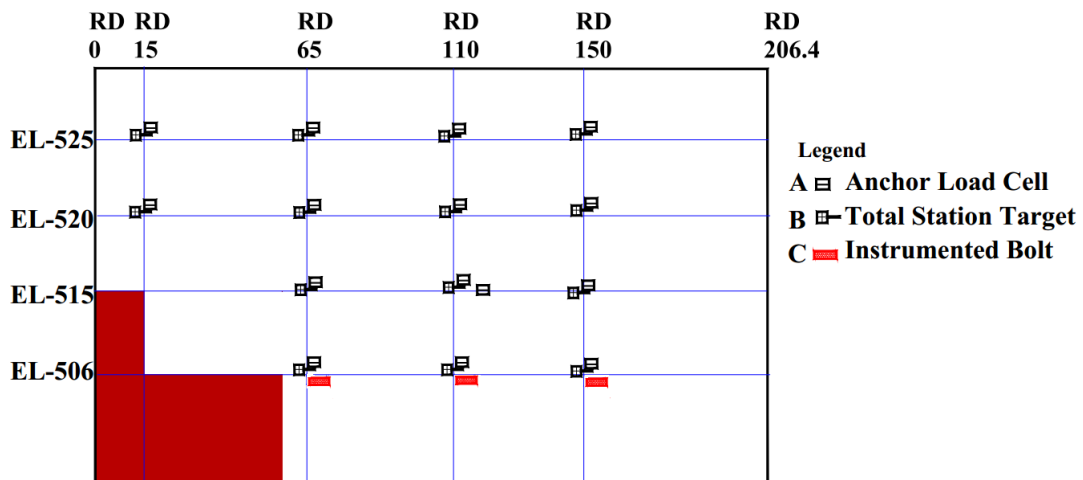 RD RD RD RD RD RD
0 15 65 110 150 206.4
EL-525
EL-520
EL-515
EL-506
Legend
A Anchor Load Cell
B Total Station Target
C Instrumented Bolt